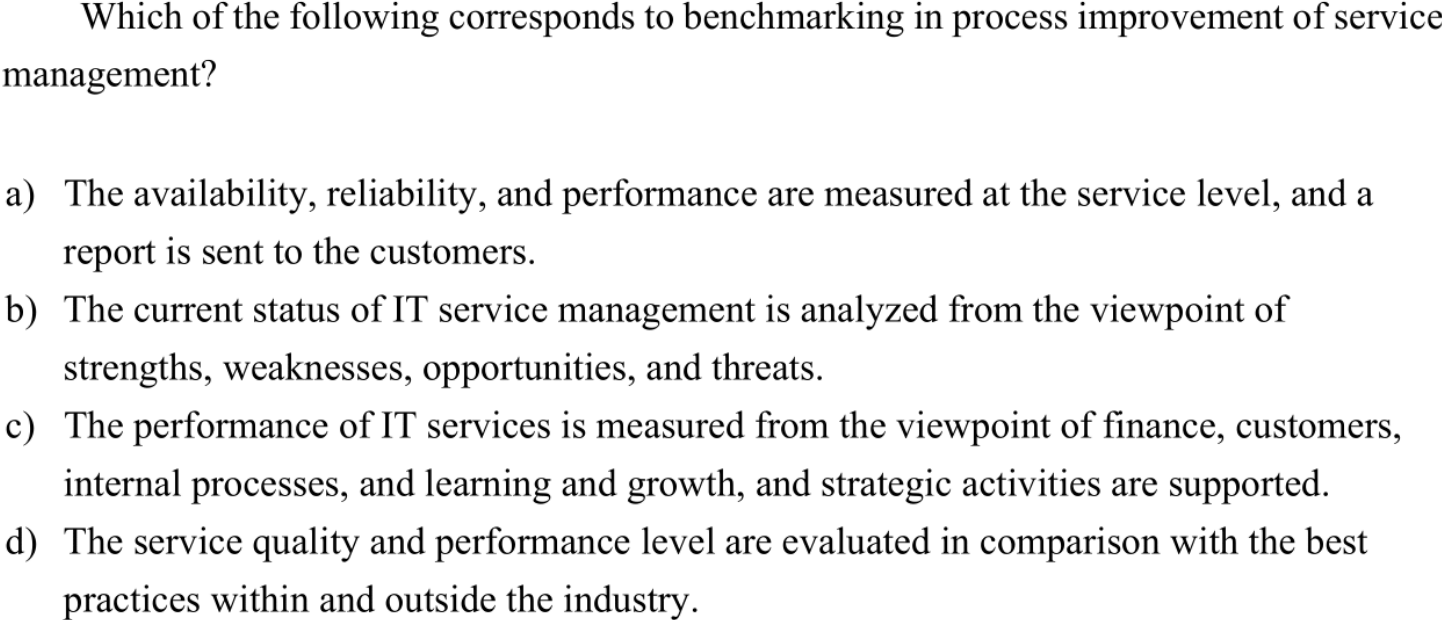 Which of the following corresponds to benchmarking in process improvement of service
management?
a) The availability, reliability, and performance are measured at the service level, and a
report is sent to the customers.
b) The current status of IT service management is analyzed from the viewpoint of
strengths, weaknesses, opportunities, and threats.
c) The performance of IT services is measured from the viewpoint of finance, customers,
internal processes, and learning and growth, and strategic activities are supported.
d) The service quality and performance level are evaluated in comparison with the best
practices within and outside the industry.